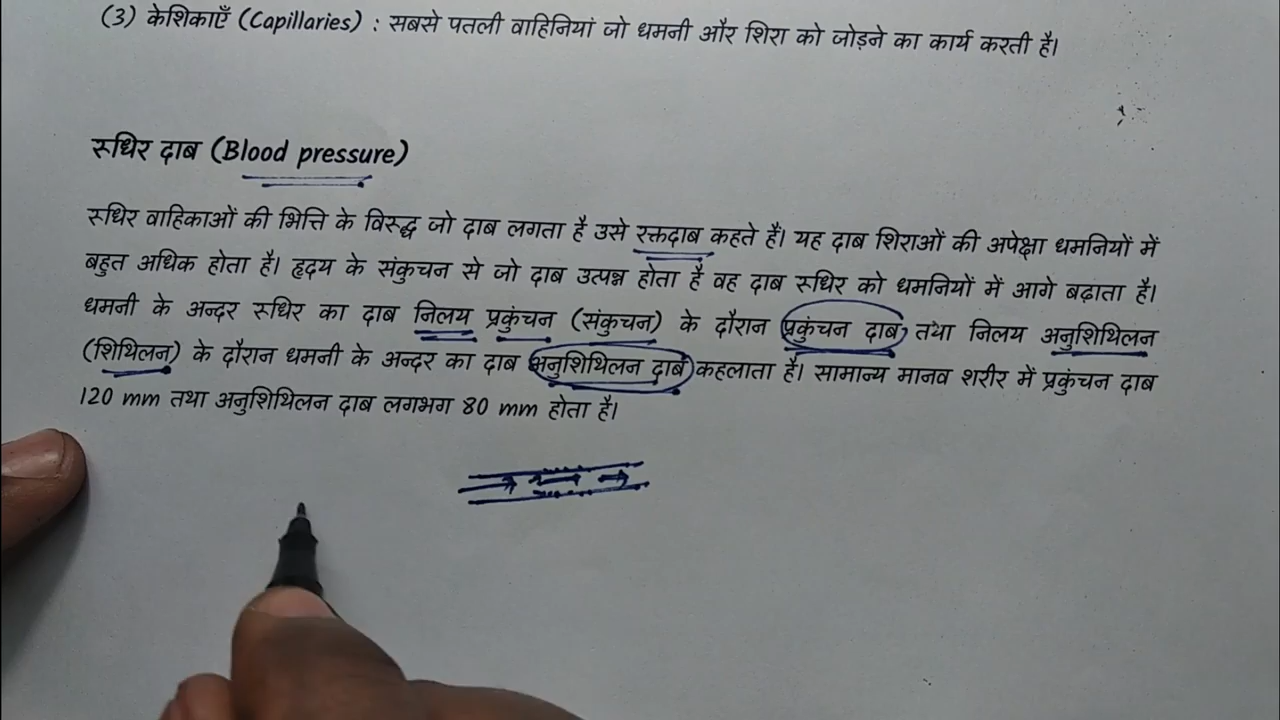 (3) केशिकाएँ (Capillaries) : सबसे पतली वाहिनियां जो धमनी और शिरा को जोड़ने का कार्य करती है।
रूधिर दाब (Blood pressure)
रूधिर वाहिकाओं की भित्ति के विरुद्ध जो दाब लगता है उसे रक्तदाब कहते हैं। यह दाब शिराओं की अपेक्षा धमनियों में
बहुत अधिक होता है। हृदय के संकुचन से जो दाब उत्पन्न होता है वह दाब रूधिर को धमनियों में आगे बढ़ाता है।
धमनी के अन्दर रूधिर का दाब निलय प्रकुंचन (संकुचन) के दौरान प्रकुंचन दाब, तथा निलय अनुशिथिलन
(शिथिलन) के दौरान धमनी के अन्दर का दाब अनुशिथिलन दाब कहलाता है। सामान्य मानव शरीर में प्रकुंचन दाब
120 mm तथा अनुशिथिलन दाब लगभग 80 mm होता है।